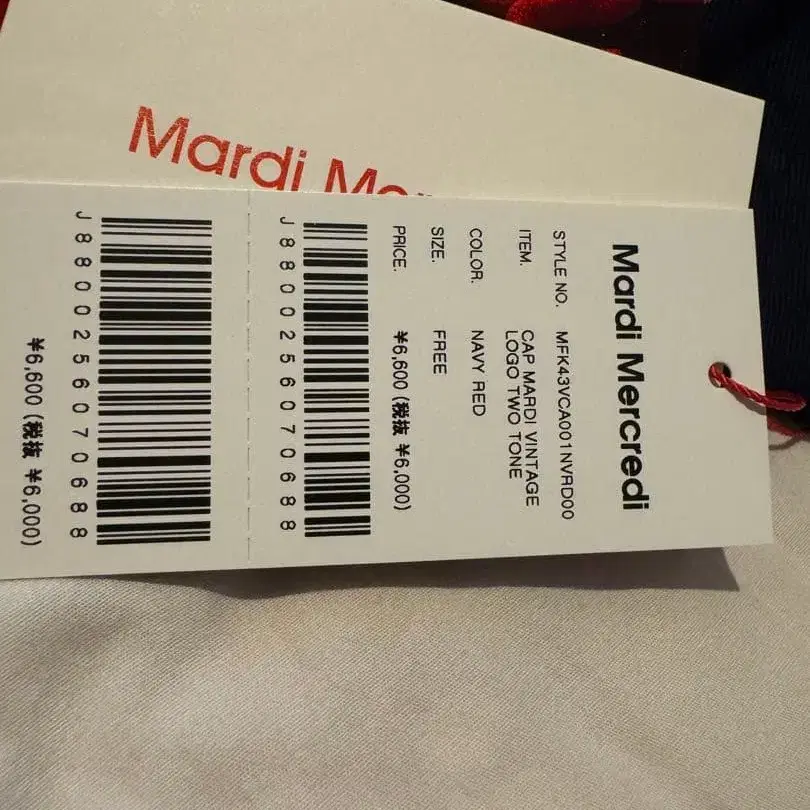 Mardi
Mardi Mercredi
STYLE NO. MFK43VCA001NVRD00
ITEM. CAP MARDI VINTAGE
LOGO TWO TONE
COLOR. NAVY RED
SIZE. FREE
PRICE. ¥6,600 (税抜 ¥6,000)
J8800256070688
J8800256070688
¥6,600 (税抜 ¥6,000)